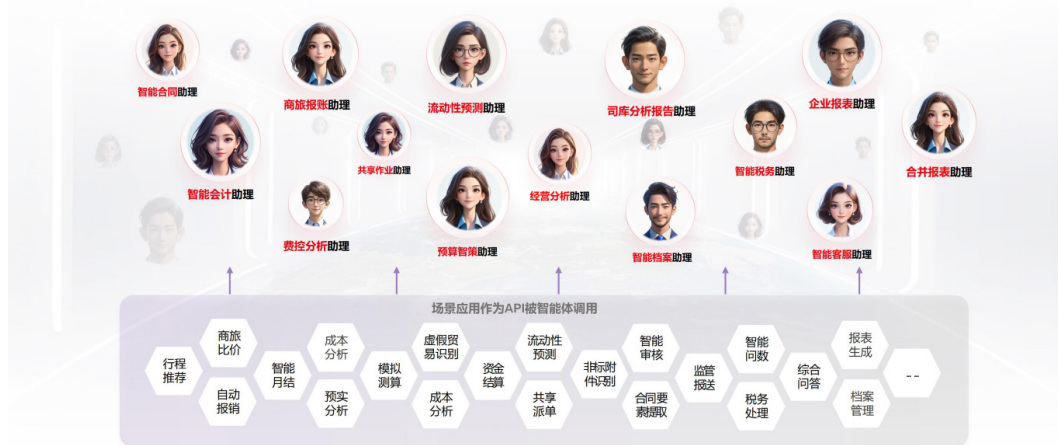 智能合同助理
商旅报账助理
流动性预测助理
司库分析报告助理
企业报表助理
智能会计助理
共享作业助理
经营分析助理
智能税务助理
合并报表助理
费控分析助理
预算智策助理
智能档案助理
智能客服助理
场景应用作为API被智能体调用
行程
推荐
商旅
比价
自动
报销
智能
月结
成本
分析
预实
分析
模拟
测算
虚假贸
易识别
成本
分析
资金
结算
流动性
预测
共享
派单
非标附
件识别
智能
审核
合同要
素提取
监管
报送
智能
问数
税务
处理
综合
问答
报表
生成
档案
管理
--